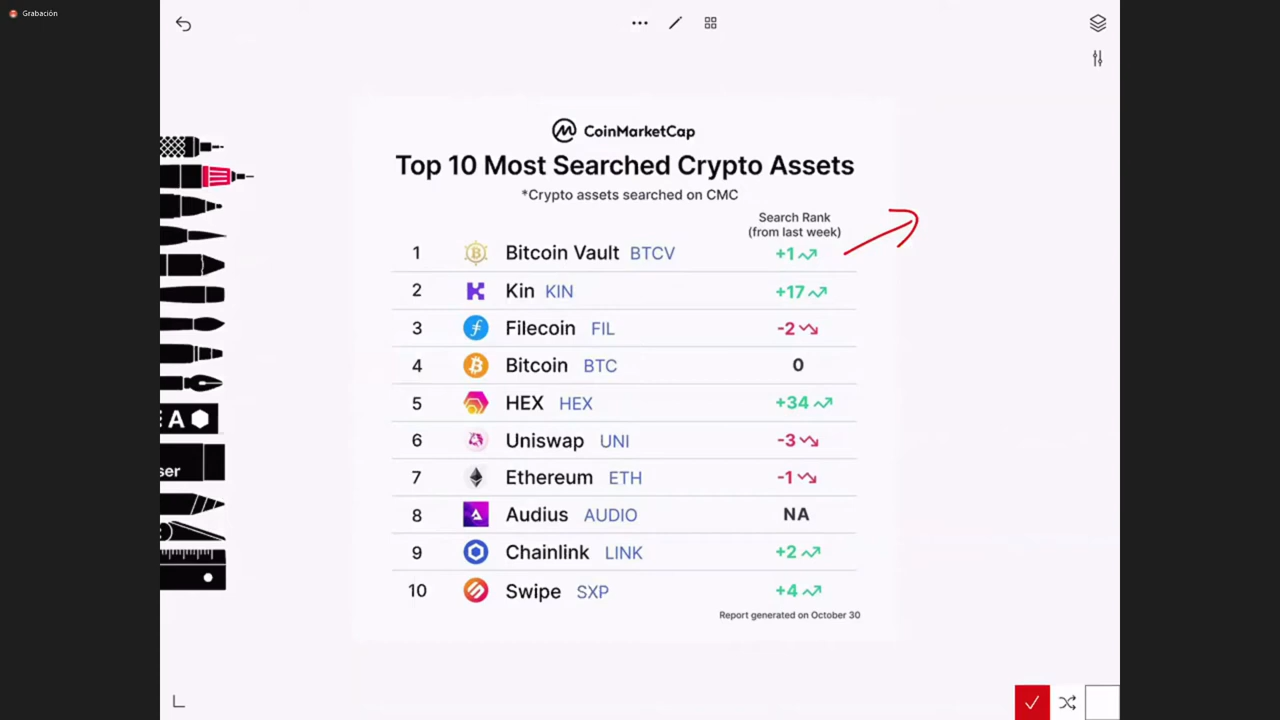 Grabación
CoinMarketCap
Top 10 Most Searched Crypto Assets
*Crypto assets searched on CMC
Search Rank
(from last week)
1 Bitcoin Vault BTCV +1
2 Kin KIN +17
3 Filecoin FIL -2
4 Bitcoin BTC 0
5 HEX HEX +34
6 Uniswap UNI -3
7 Ethereum ETH -1
8 Audius AUDIO NA
9 Chainlink LINK +2
10 Swipe SXP +4
Report generated on October 30
A
ser